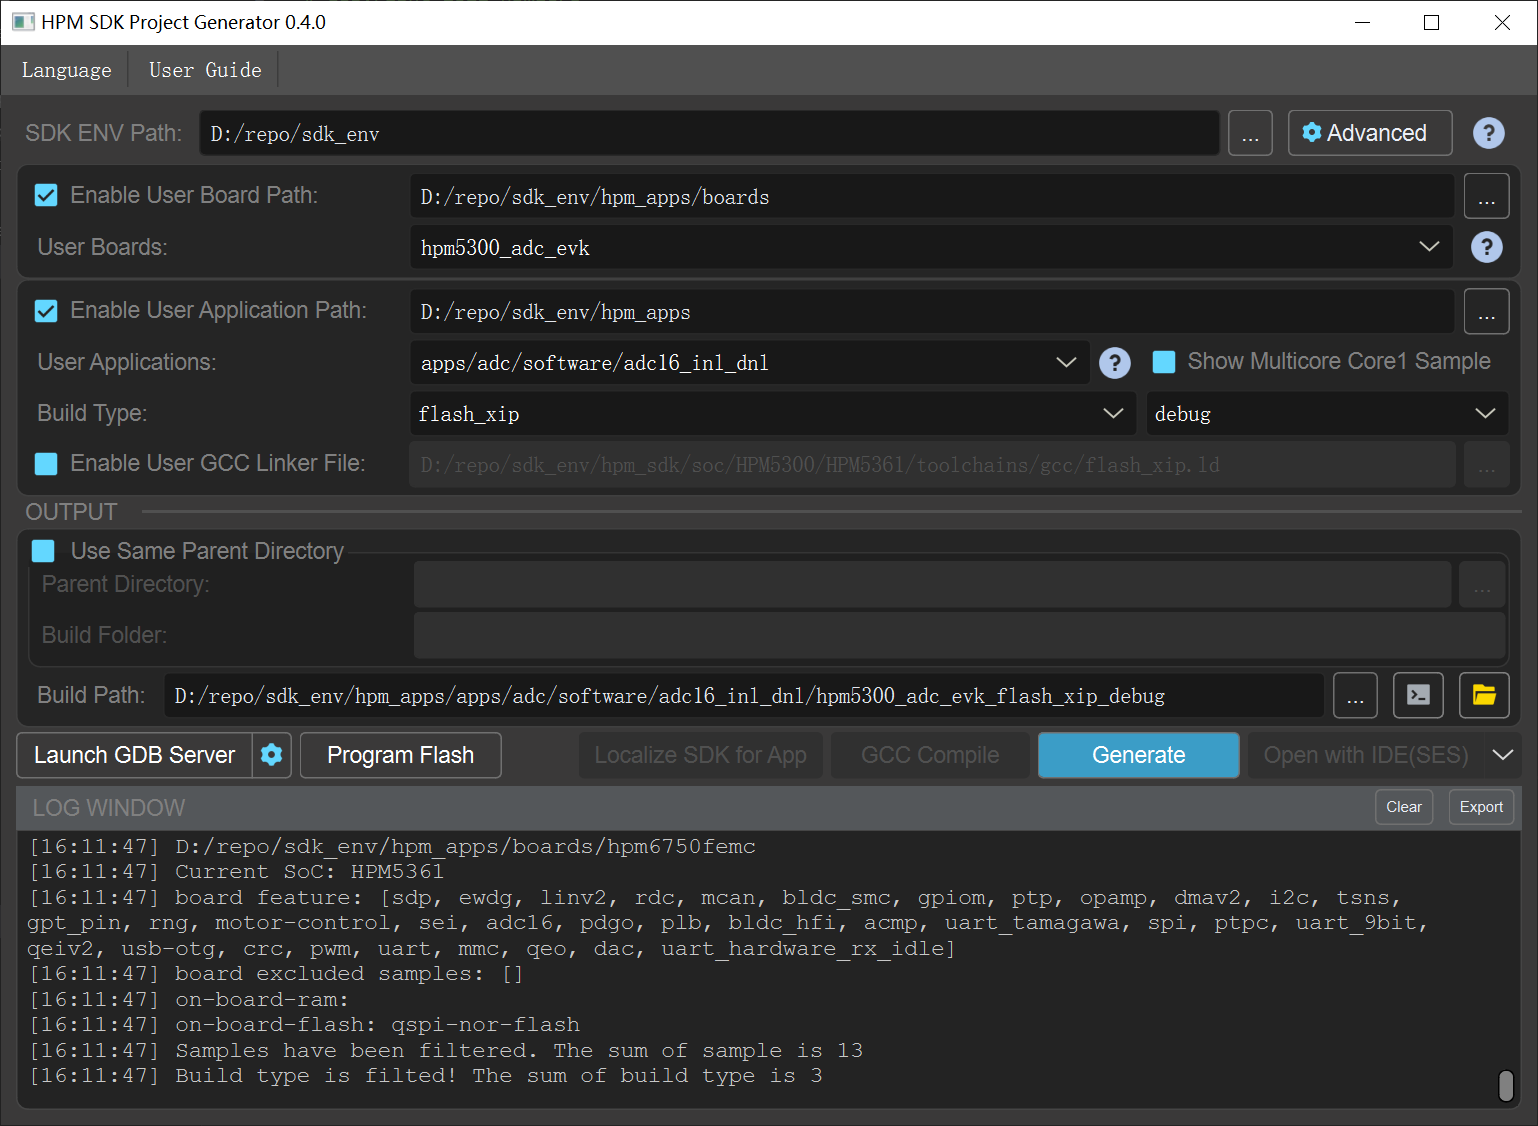 HPM SDK Project Generator 0.4.0
Language User Guide
SDK ENV Path: D:/repo/sdk_env ... Advanced ?
Enable User Board Path: D:/repo/sdk_env/hpm_apps/boards ...
User Boards: hpm5300_adc_evk ?
Enable User Application Path: D:/repo/sdk_env/hpm_apps ...
User Applications: apps/adc/software/adc16_inl_dnl ? Show Multicore Core1 Sample
Build Type: flash_xip debug
Enable User GCC Linker File: D:/repo/sdk_env/hpm_sdk/soc/HPM5300/HPM5361/toolchains/gcc/flash_xip.ld ...
OUTPUT
Use Same Parent Directory
Parent Directory: ...
Build Folder:
Build Path: D:/repo/sdk_env/hpm_apps/apps/adc/software/adc16_inl_dnl/hpm5300_adc_evk_flash_xip_debug ...
Launch GDB Server Program Flash Localize SDK for App GCC Compile Generate Open with IDE(SES)
LOG WINDOW Clear Export
[16:11:47] D:/repo/sdk_env/hpm_apps/boards/hpm6750femc
[16:11:47] Current SoC: HPM5361
[16:11:47] board feature: [sdp, ewdg, linv2, rdc, mcan, bldc_smc, gpiom, ptp, opamp, dmav2, i2c, tsns,
gpt_pin, rng, motor-control, sei, adc16, pdgo, plb, bldc_hfi, acmp, uart_tamagawa, spi, ptpc, uart_9bit,
qeiv2, usb-otg, crc, pwm, uart, mmc, qeo, dac, uart_hardware_rx_idle]
[16:11:47] board excluded samples: []
[16:11:47] on-board-ram:
[16:11:47] on-board-flash: qspi-nor-flash
[16:11:47] Samples have been filtered. The sum of sample is 13
[16:11:47] Build type is filted! The sum of build type is 3